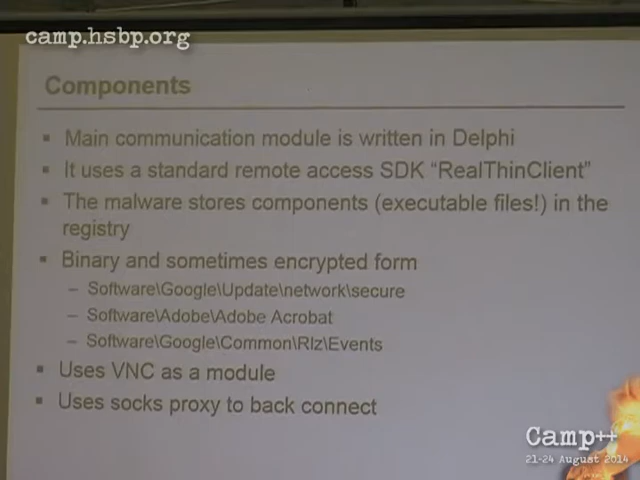 camp.hsbp.org
Components
▪ Main communication module is written in Delphi
▪ It uses a standard remote access SDK “RealThinClient”
▪ The malware stores components (executable files!) in the
registry
▪ Binary and sometimes encrypted form
– Software\Google\Update\network\secure
– Software\Adobe\Adobe Acrobat
– Software\Google\Common\Rlz\Events
▪ Uses VNC as a module
▪ Uses socks proxy to back connect
Camp++
21-24 August 2014